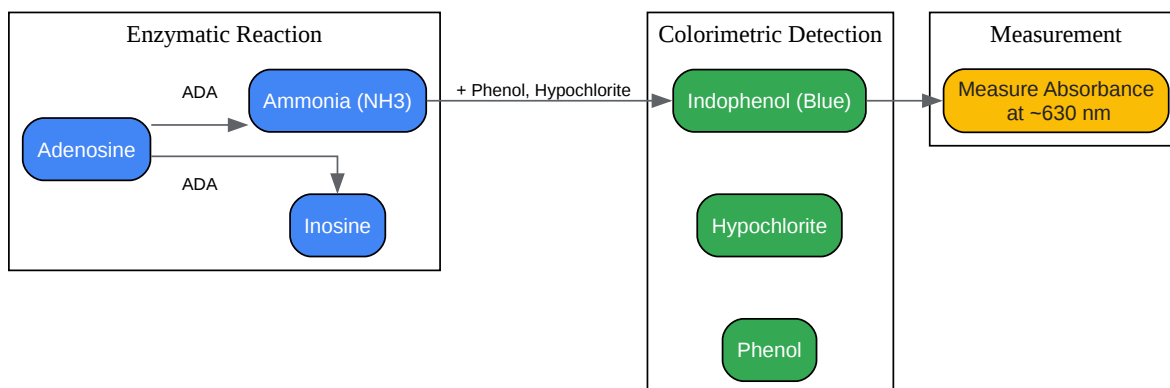 Enzymatic Reaction
Colorimetric Detection
Measurement
ADA
Ammonia (NH3)
+ Phenol, Hypochlorite
Indophenol (Blue)
Measure Absorbance
at ~630 nm
Adenosine
ADA
Inosine
Hypochlorite
Phenol